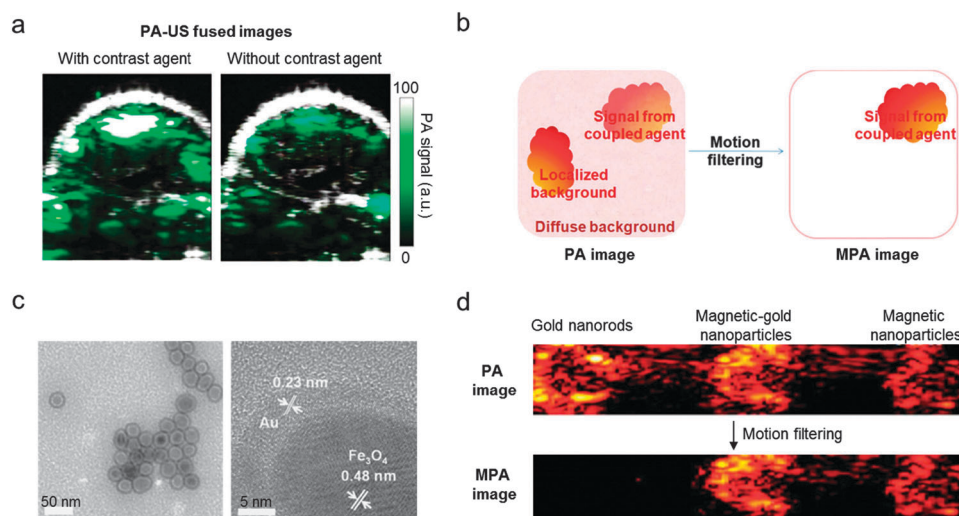 a
PA-US fused images
With contrast agent
Without contrast agent
100
PA signal (a.u.)
0
b
Signal from
coupled agent
Localized
background
Diffuse background
PA image
Motion
filtering
Signal from
coupled agent
MPA image
c
50 nm
0.23 nm
Au
Fe₃O₄
0.48 nm
5 nm
d
Gold nanorods
Magnetic-gold
nanoparticles
Magnetic
nanoparticles
PA
image
Motion filtering
MPA
image